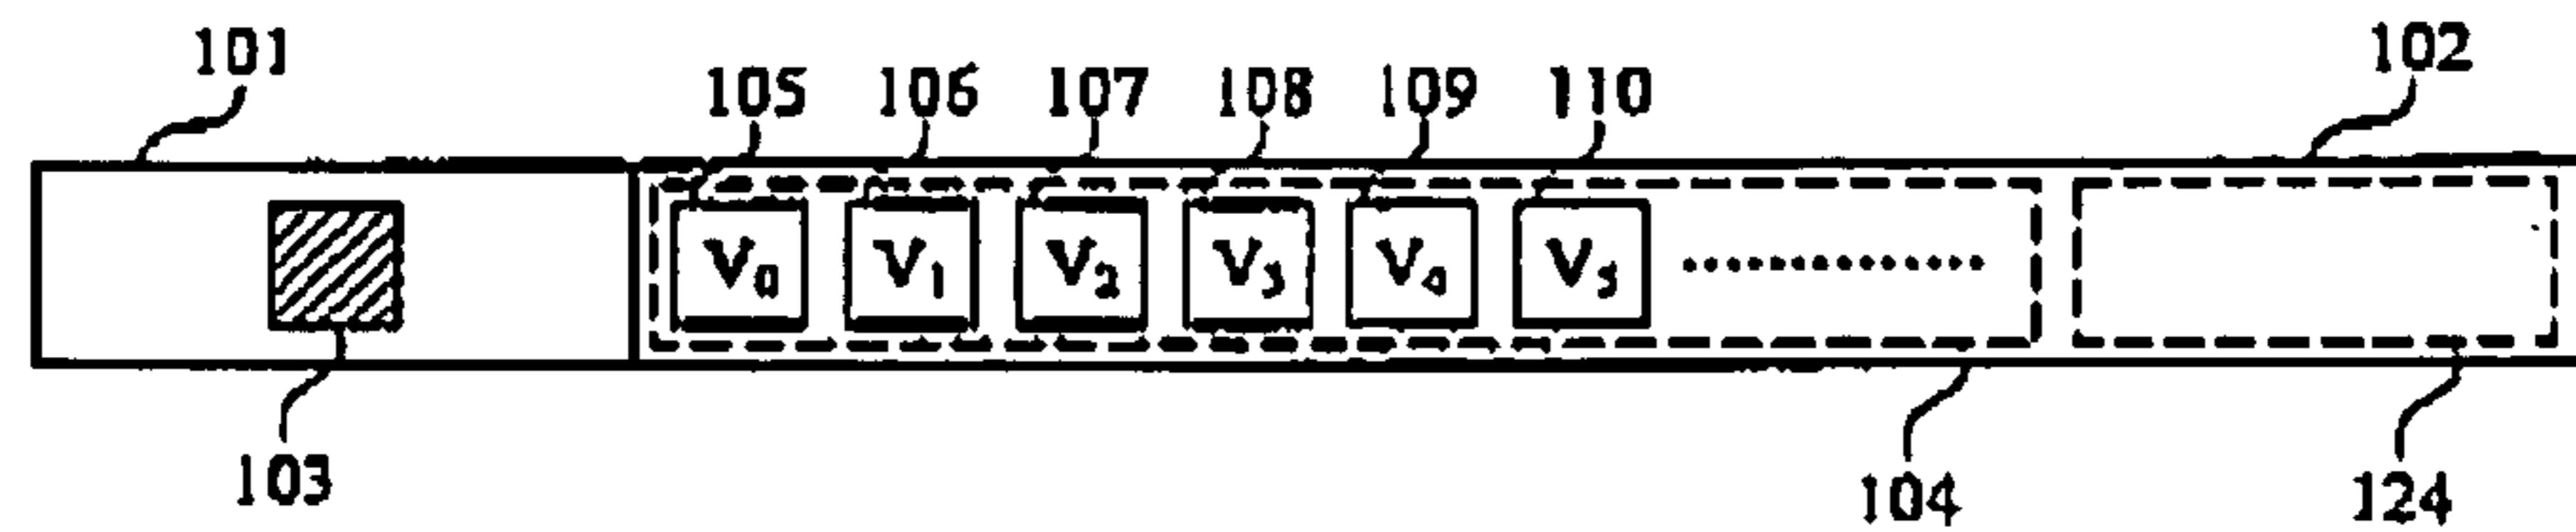 101 102
105 106 107 108 109 110
V₀ V₁ V₂ V₃ V₄ V₅ ..............
103 104 124